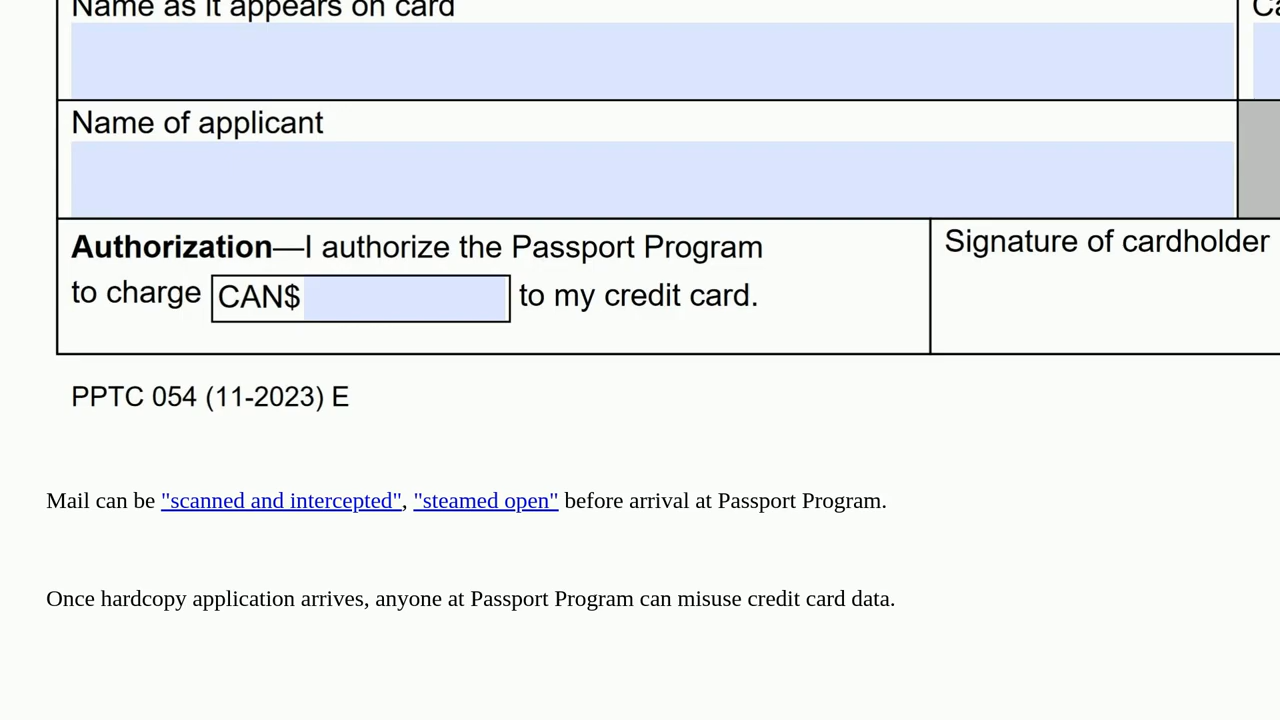 Name as it appears on card
Name of applicant
Authorization—I authorize the Passport Program
to charge CAN$ to my credit card.
Signature of cardholder
PPTC 054 (11-2023) E
Mail can be "scanned and intercepted", "steamed open" before arrival at Passport Program.
Once hardcopy application arrives, anyone at Passport Program can misuse credit card data.